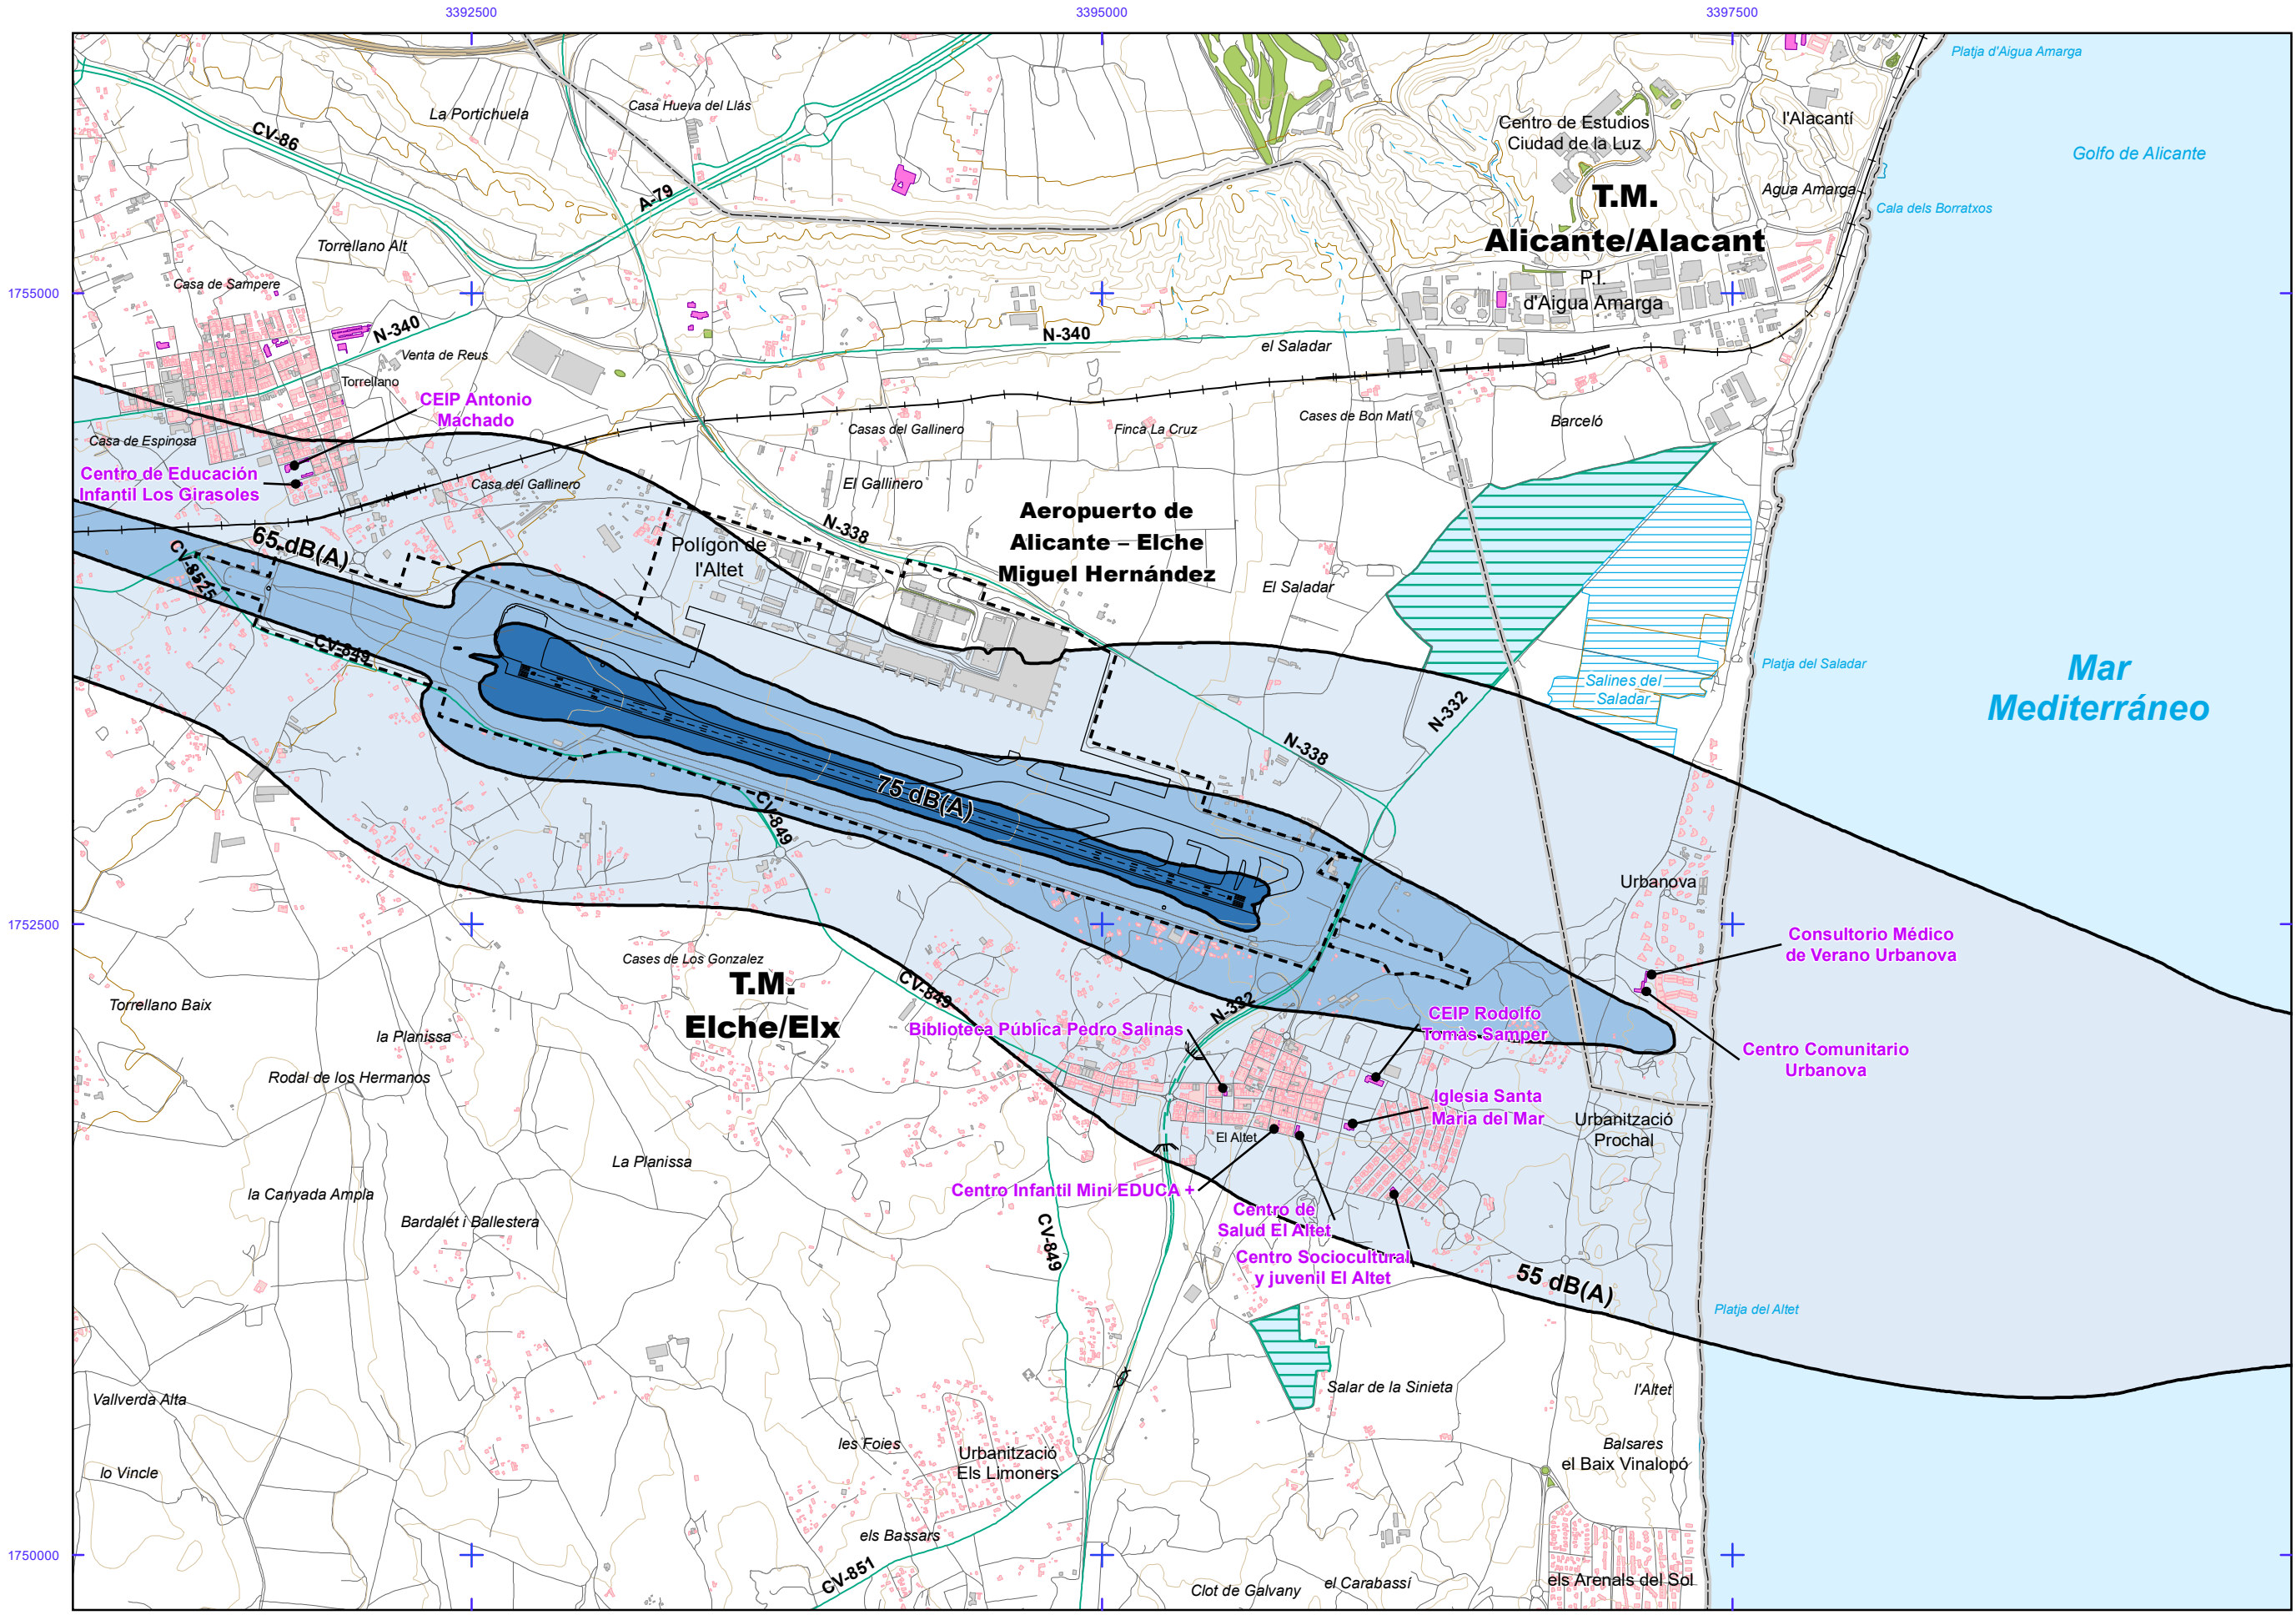 3392500
3395000
3397500
Platja d'Aigua Amarga
La Portichuela
Casa Hueva del Llás
l'Alacantí
CV-86
Centro de Estudios
Ciudad de la Luz
Golfo de Alicante
A-79
T.M.
Alicante/Alacant
Agua Amarga
Cala dels Borratxos
Torrellano Alt
Casa de Sampere
P.I.
d'Aigua Amarga
1755000
N-340
N-340
el Saladar
Venta de Reus
Torrellano
CEIP Antonio
Machado
Cases de Bon Matí
Barceló
Casa de Espinosa
Casas del Gallinero
Finca La Cruz
Centro de Educación
Infantil Los Girasoles
Casa del Gallinero
El Gallinero
Aeropuerto de
Alicante – Elche
Miguel Hernández
N-338
65 dB(A)
Polígon de
l'Altet
CV-8525
El Saladar
CV-849
Platja del Saladar
Mar
Mediterráneo
Salines del
Saladar
N-332
N-338
75 dB(A)
CV-849
Urbanova
1752500
Consultorio Médico
de Verano Urbanova
Cases de Los Gonzalez
T.M.
Elche/Elx
CV-849
Torrellano Baix
N-332
CEIP Rodolfo
Tomàs Samper
Biblioteca Pública Pedro Salinas
la Planissa
Centro Comunitario
Urbanova
Rodal de los Hermanos
Iglesia Santa
Maria del Mar
Urbanització
Prochal
El Altet
La Planissa
la Canyada Ampla
Centro Infantil Mini EDUCA +
Bardalet i Ballestera
Centro de
Salud El Altet
CV-849
Centro Sociocultural
y juvenil El Altet
55 dB(A)
Platja del Altet
Vallverda Alta
Salar de la Sinieta
l'Altet
les Foies
Urbanització
Els Limoners
Balsares
el Baix Vinalopó
lo Vincle
els Bassars
1750000
CV-851
Clot de Galvany
el Carabassí
els Arenals del Sol